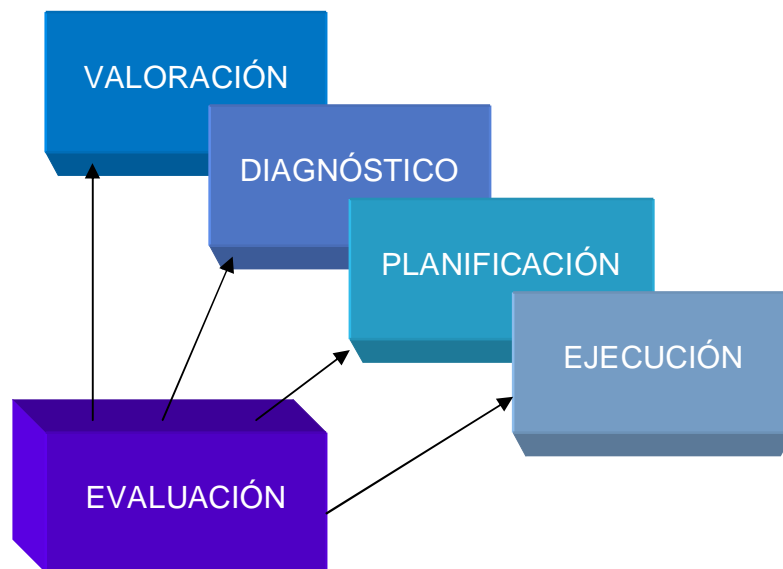 VALORACIÓN
DIAGNÓSTICO
PLANIFICACIÓN
EJECUCIÓN
EVALUACIÓN